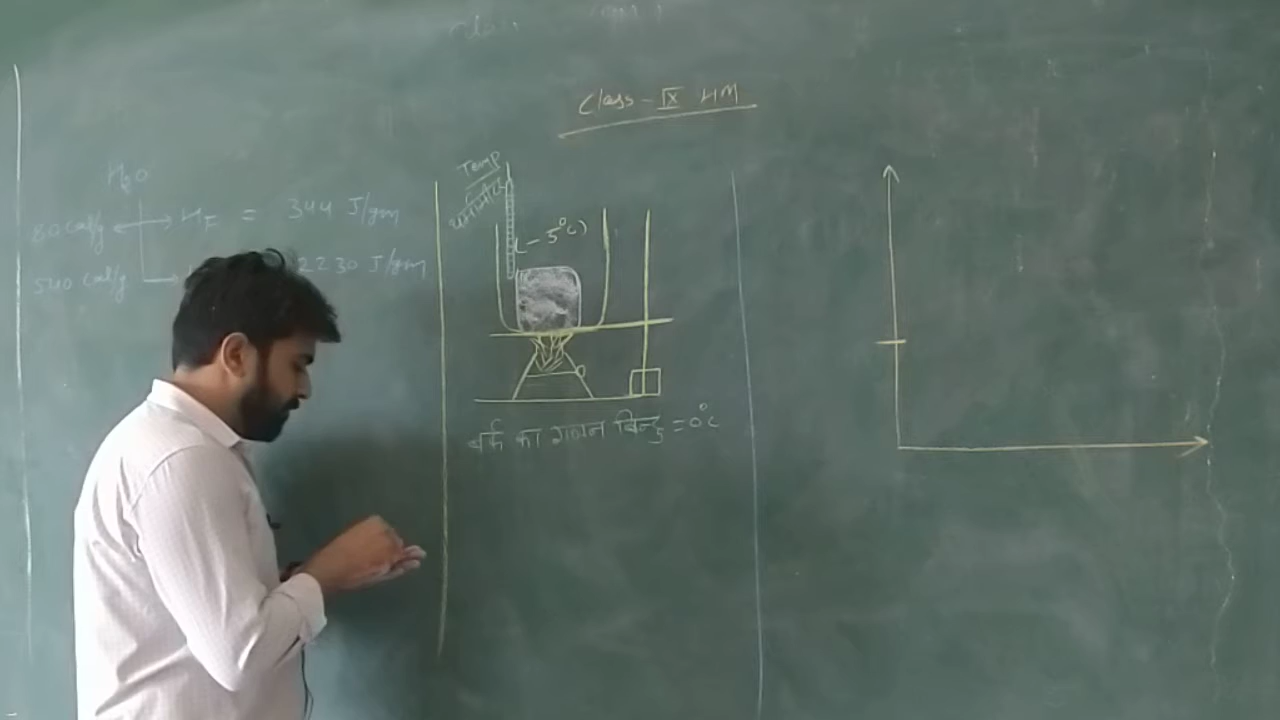 Class - IX HM
H2O
80 Cal/g HF = 344 J/gm
540 Cal/g 2230 J/gm
Temp
(-5°C)
बर्फ का गलन बिन्दु = 0°C